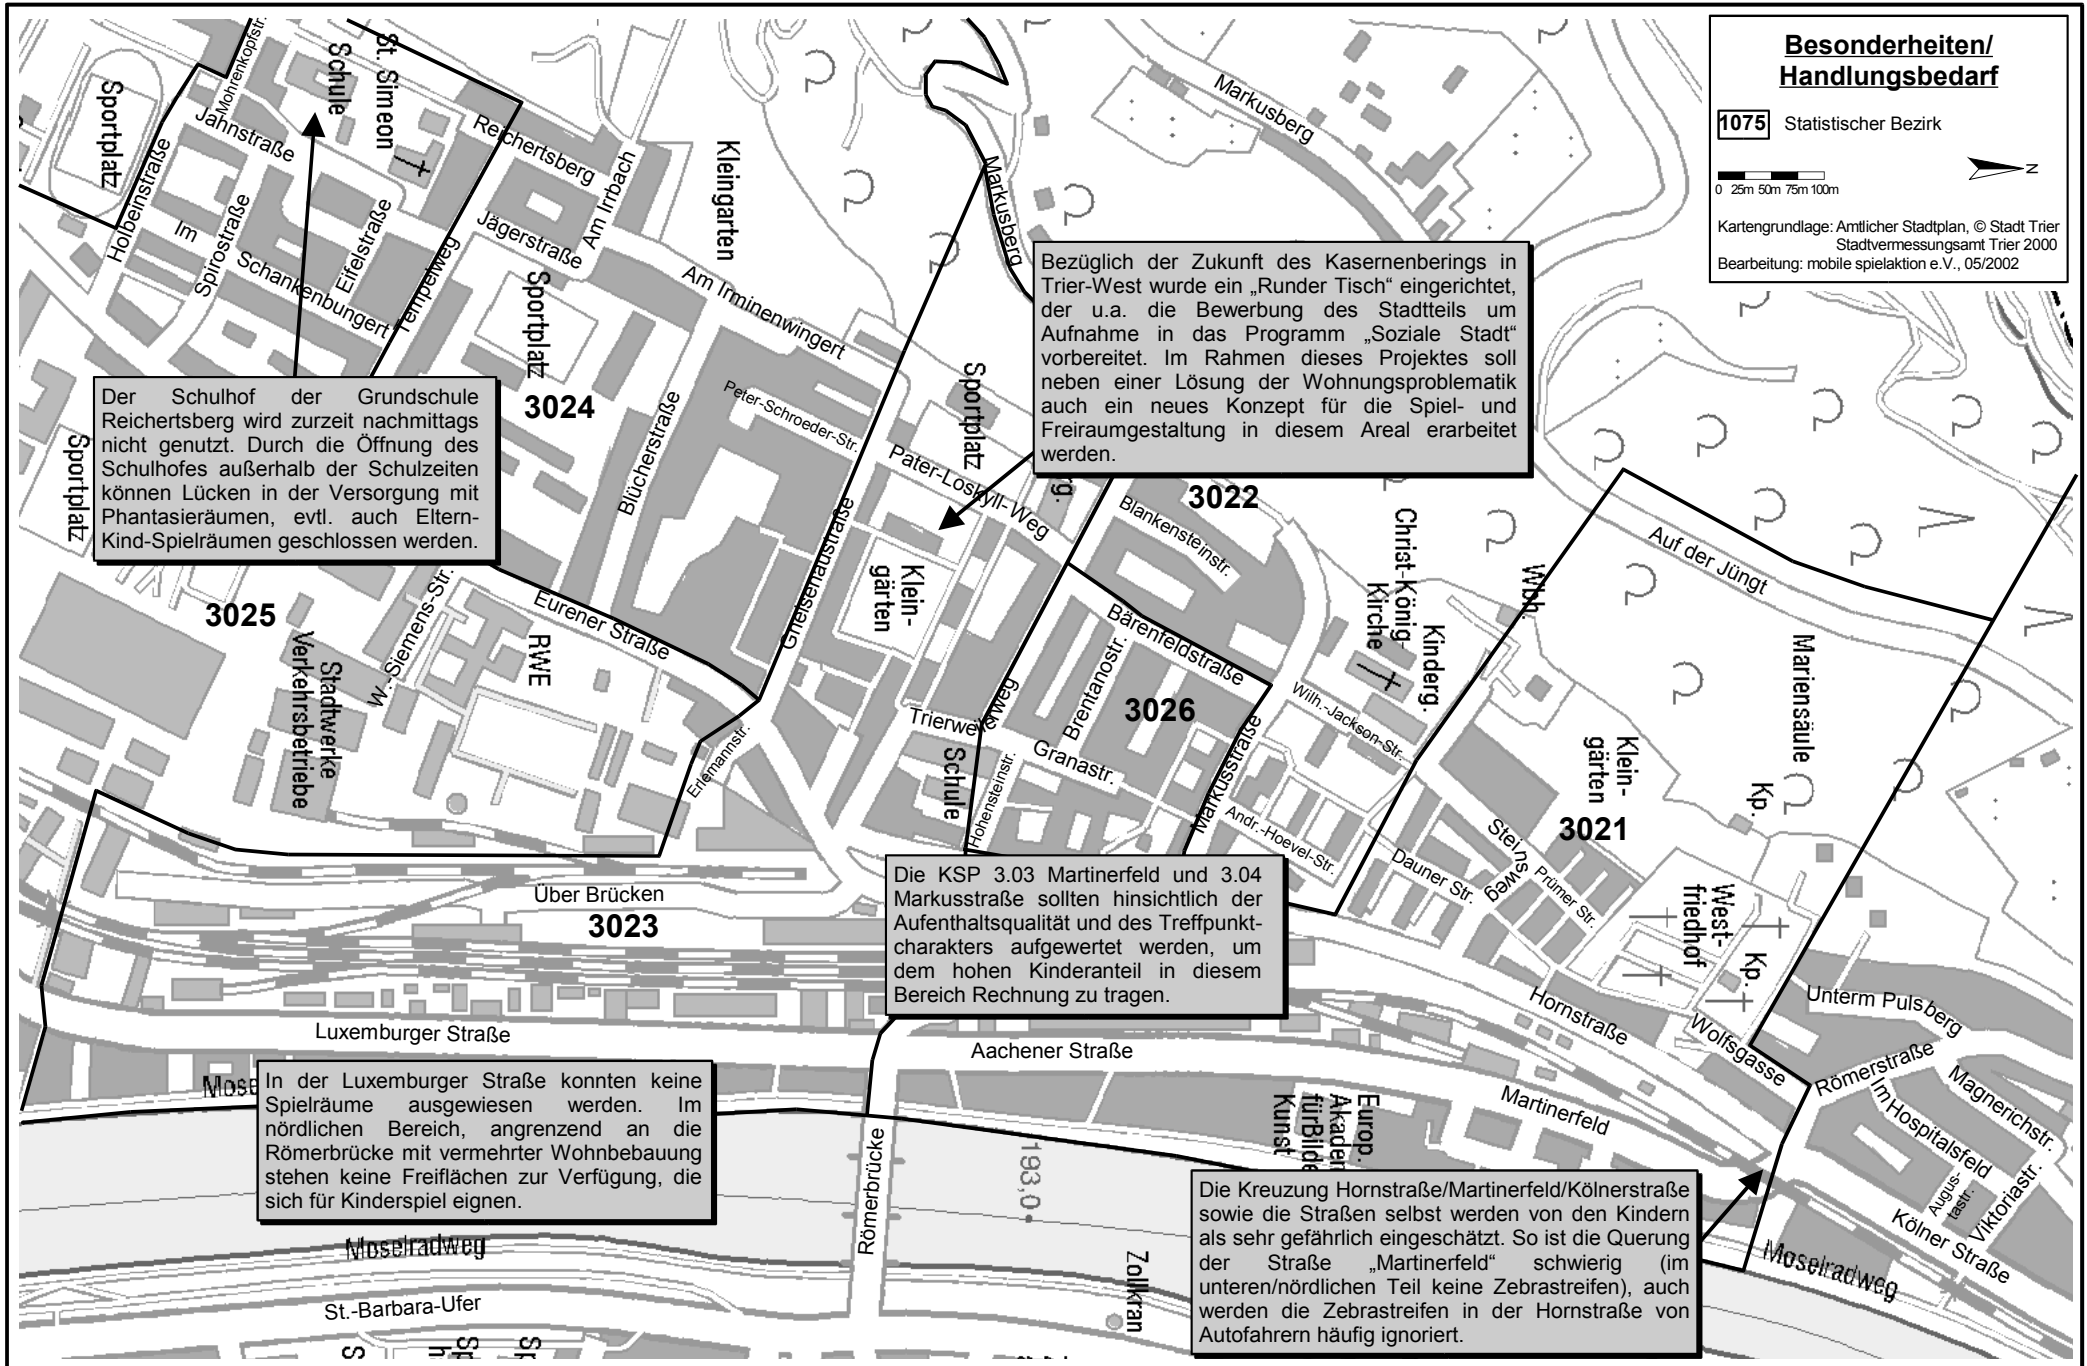 Besonderheiten/
Handlungsbedarf
1075 Statistischer Bezirk
N
0 25m 50m 75m 100m
Kartengrundlage: Amtlicher Stadtplan, © Stadt Trier
Stadtvermessungsamt Trier 2000
Bearbeitung: mobile spielaktion e.V., 05/2002
Mohrenkopfstr.
Schule
St. Simeon
Sportplatz
Jahnstraße
Reichertsberg
Holbeinstraße
Im
Schankenbungert
Spirostraße
Eifelstraße
Tempelweg
Jägerstraße
Am Irrbach
Kleingarten
Markusberg
Markusberg
Sportplatz
Am Irminenwingert
3024
Blücherstraße
Peter-Schroeder-Str.
Sportplatz
Pater-Loskyll-Weg
Bezüglich der Zukunft des Kasernenberings in
Trier-West wurde ein „Runder Tisch“ eingerichtet,
der u.a. die Bewerbung des Stadtteils um
Aufnahme in das Programm „Soziale Stadt“
vorbereitet. Im Rahmen dieses Projektes soll
neben einer Lösung der Wohnungsproblematik
auch ein neues Konzept für die Spiel- und
Freiraumgestaltung in diesem Areal erarbeitet
werden.
Der Schulhof der Grundschule
Reichertsberg wird zurzeit nachmittags
nicht genutzt. Durch die Öffnung des
Schulhofes außerhalb der Schulzeiten
können Lücken in der Versorgung mit
Phantasieräumen, evtl. auch Eltern-
Kind-Spielräumen geschlossen werden.
Sportplatz
rg.
3022
Blankensteinstr.
Christ-König-
Kirche
Kinderg.
Wbh.
Auf der Jüngt
Mariensäule
3025
Stadtwerke
Verkehrsbetriebe
W.-Siemens-Str.
Eurener Straße
RWE
Gneisenaustraße
Klein-
gärten
Bärenfeldstraße
Brentanostr.
3026
Wilh.-Jackson-Str.
Trierweilerweg
Granastr.
Schule
Hohensteinstr.
Markusstraße
Andr.-Hoevel-Str.
Erlemannstr.
Klein-
gärten
3021
Kp.
Steinsweg
Prümer Str.
Dauner Str.
West-
friedhof
Kp.
Über Brücken
3023
Die KSP 3.03 Martinerfeld und 3.04
Markusstraße sollten hinsichtlich der
Aufenthaltsqualität und des Treffpunkt-
charakters aufgewertet werden, um
dem hohen Kinderanteil in diesem
Bereich Rechnung zu tragen.
Luxemburger Straße
Aachener Straße
Hornstraße
Wolfsgasse
Unterm Pulsberg
Römerstraße
Magnerichstr.
Im Hospitalsfeld
Augus-
tastr.
Viktoriastr.
Kölner Straße
Martinerfeld
Europ.
Akadem
fürBilde
Kunst
Mose
In der Luxemburger Straße konnten keine
Spielräume ausgewiesen werden. Im
nördlichen Bereich, angrenzend an die
Römerbrücke mit vermehrter Wohnbebauung
stehen keine Freiflächen zur Verfügung, die
sich für Kinderspiel eignen.
Römerbrücke
193,0
Die Kreuzung Hornstraße/Martinerfeld/Kölnerstraße
sowie die Straßen selbst werden von den Kindern
als sehr gefährlich eingeschätzt. So ist die Querung
der Straße „Martinerfeld“ schwierig (im
unteren/nördlichen Teil keine Zebrastreifen), auch
werden die Zebrastreifen in der Hornstraße von
Autofahrern häufig ignoriert.
Moselradweg
Moselradweg
Zollkran
St.-Barbara-Ufer